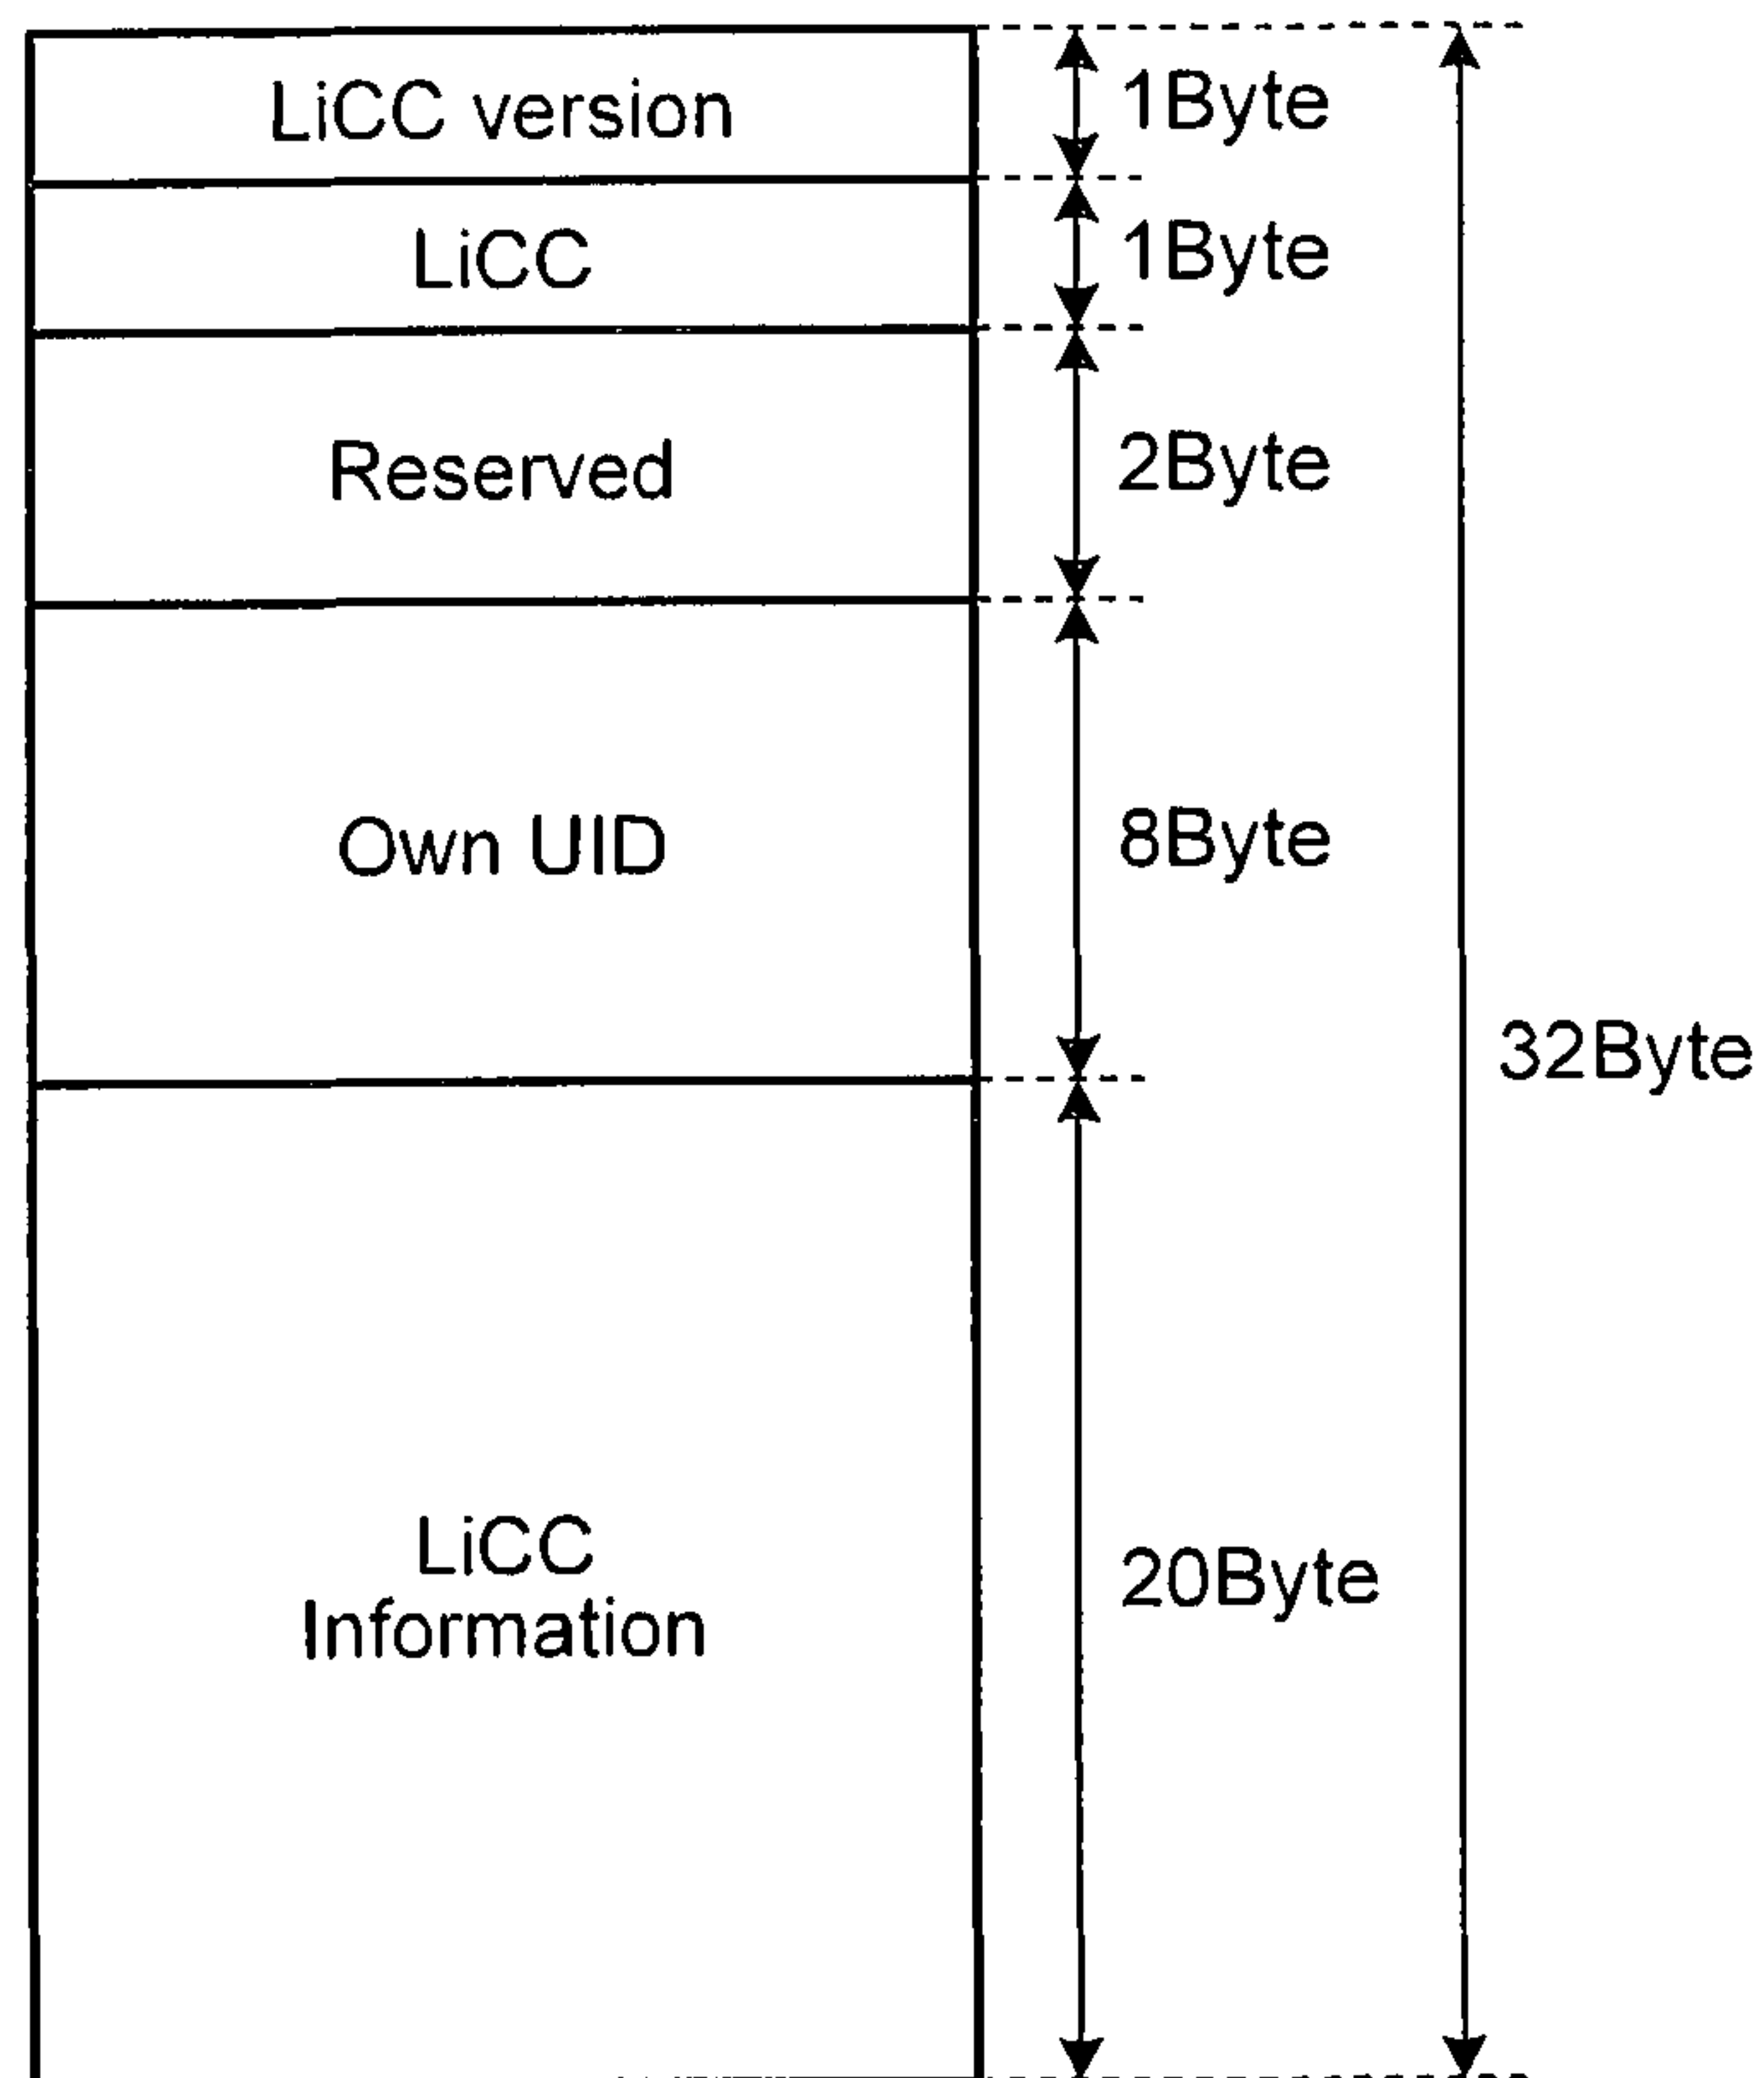 LiCC version
1Byte
LiCC
1Byte
Reserved
2Byte
Own UID
8Byte
32Byte
LiCC
Information
20Byte